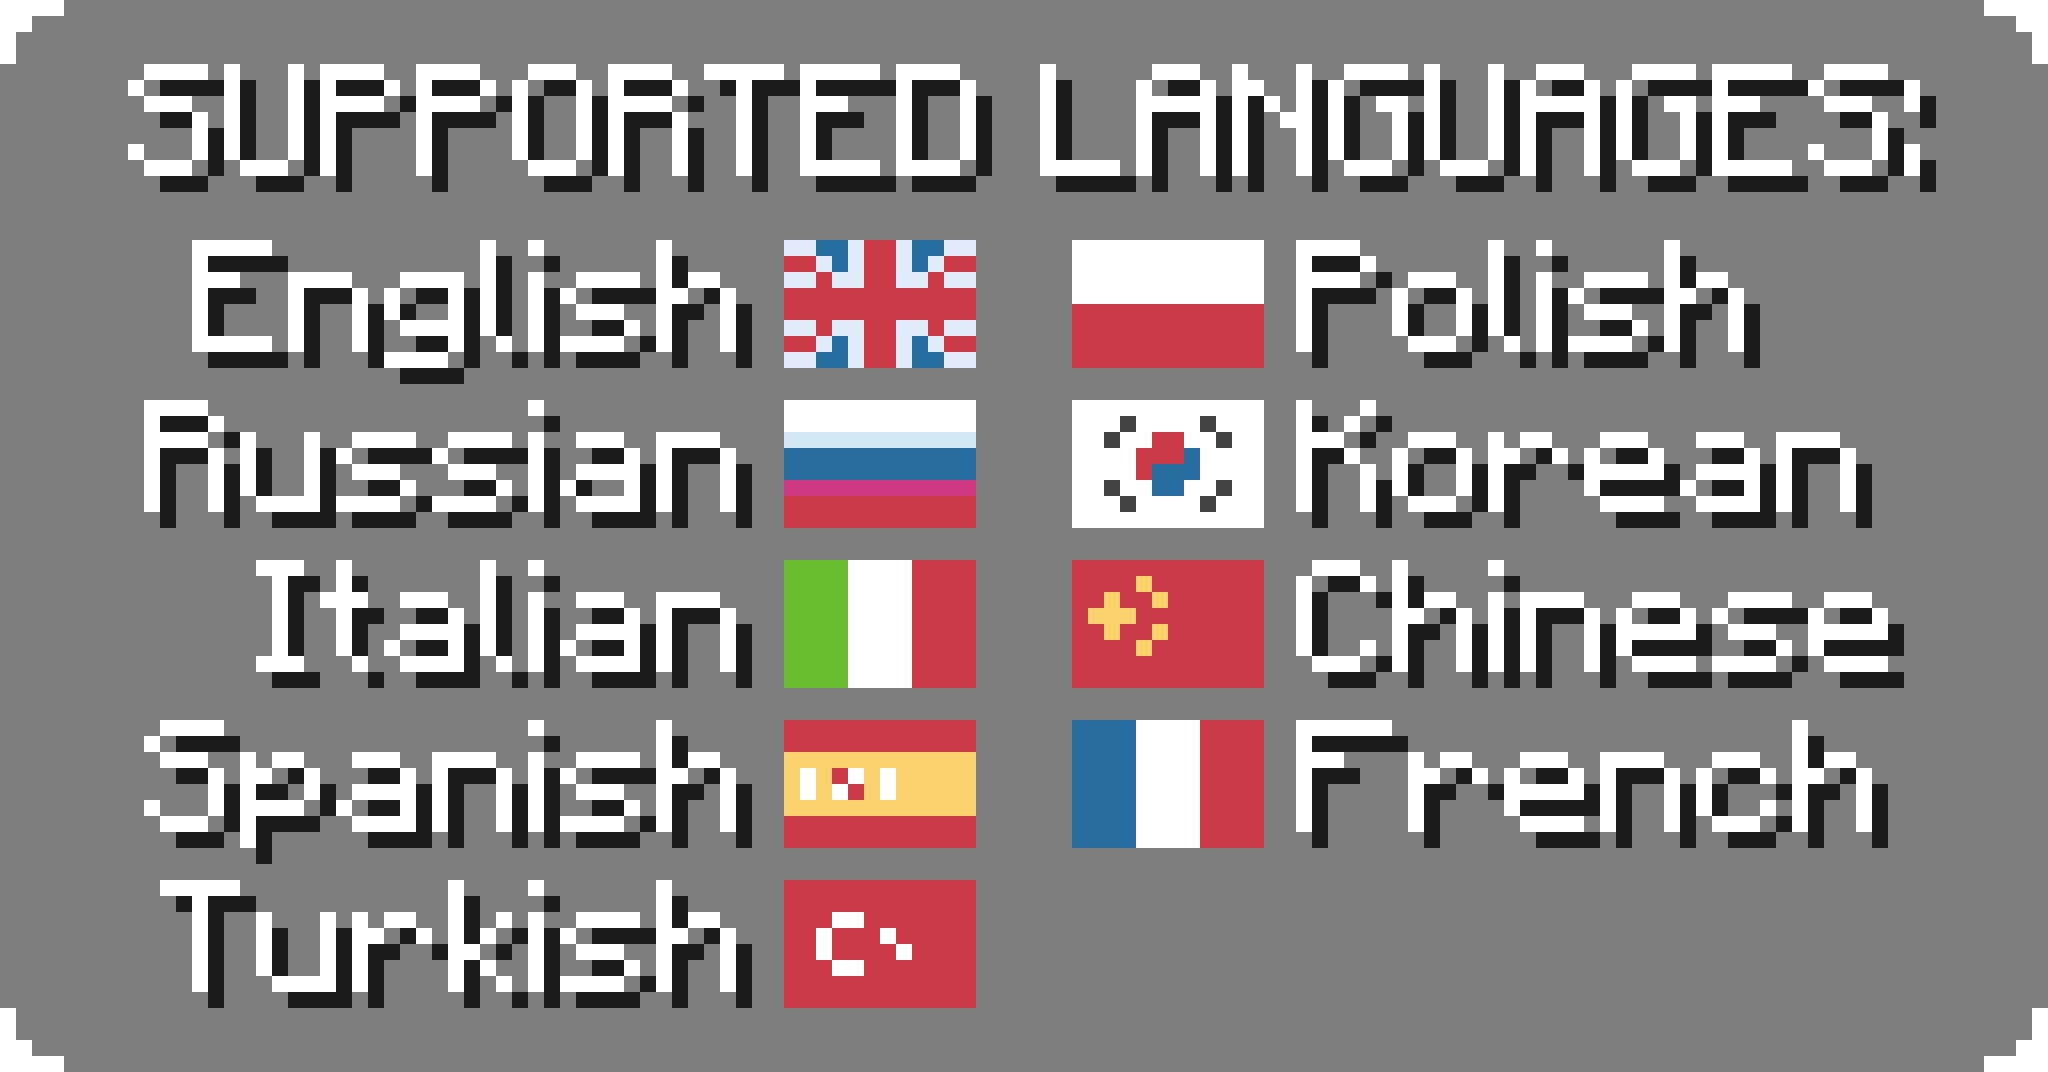 SUPPORTED LANGUAGES:
English
Polish
Russian
Korean
Italian
Chinese
Spanish
French
Turkish